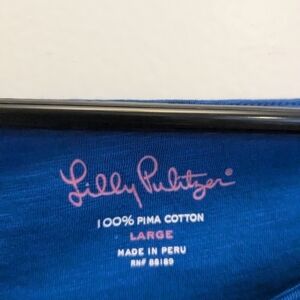 Lilly Pulitzer®
100% PIMA COTTON
LARGE
MADE IN PERU
RN# 88189